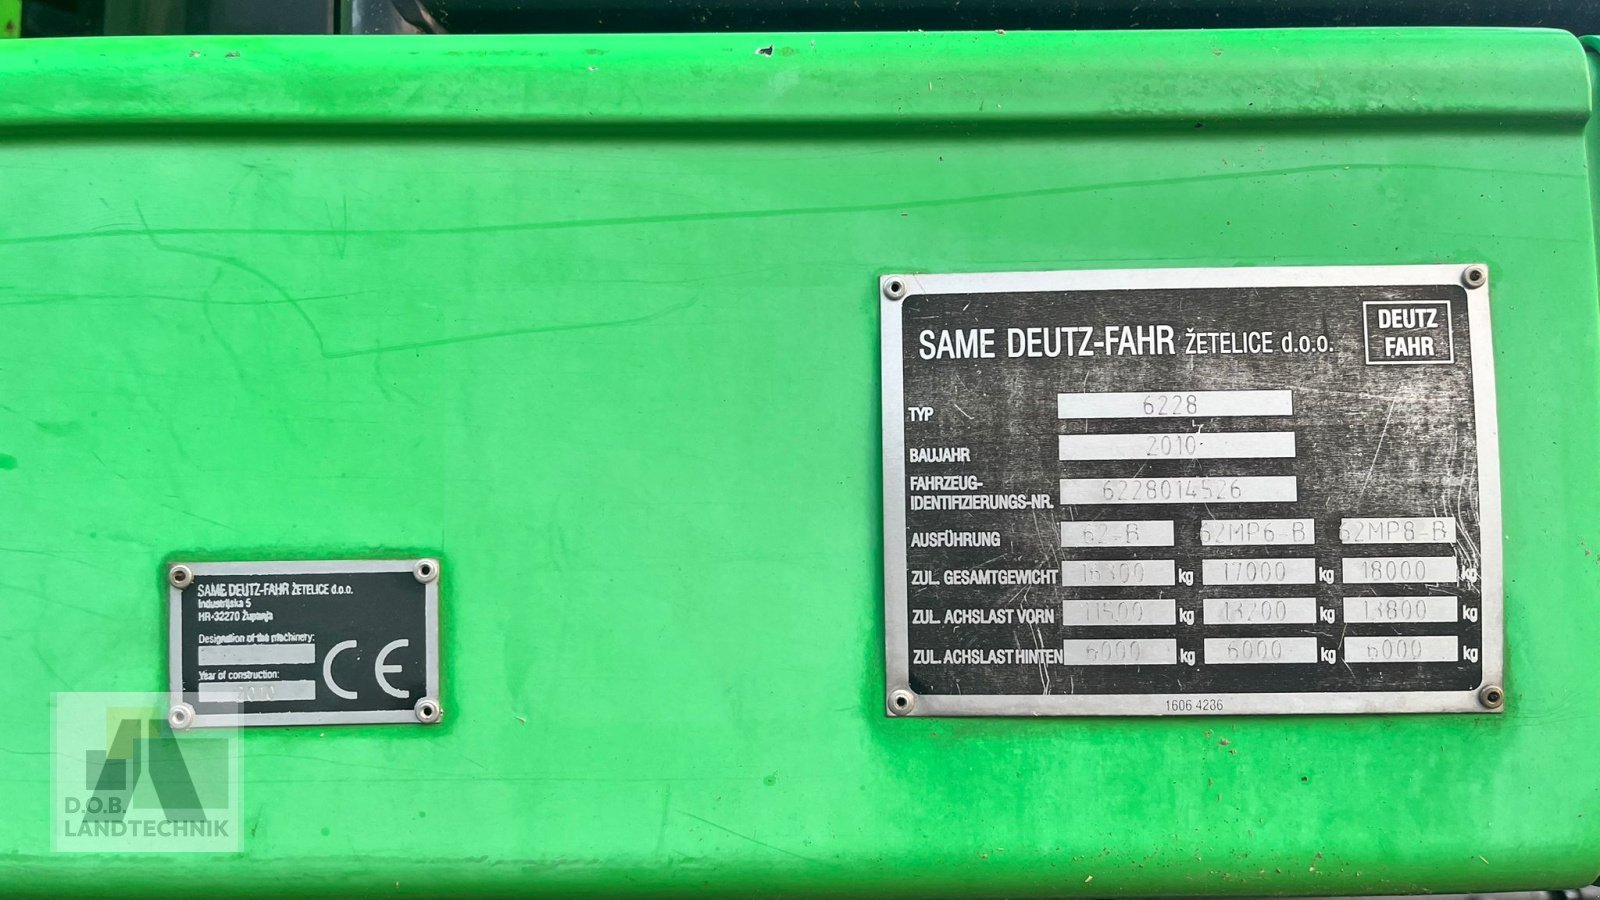 SAME DEUTZ-FAHR ŽETELICE d.o.o.
DEUTZ
FAHR
TYP 6228
BAUJAHR 2010
FAHRZEUG-
IDENTIFIZIERUNGS-NR. 6228014526
AUSFÜHRUNG 62-B 62MP6-B 62MP8-B
ZUL. GESAMTGEWICHT kg 17000 kg 18000 kg
ZUL. ACHSLAST VORN 11500 kg 13200 kg 13800 kg
ZUL. ACHSLAST HINTEN 6000 kg 6000 kg 6000 kg
1606 4236
SAME DEUTZ-FAHR ŽETELICE d.o.o.
Industrijska 5
HR-32270 Županja
Designation of the machinery:
Year of construction:
2010
CE
D.O.B.
LANDTECHNIK